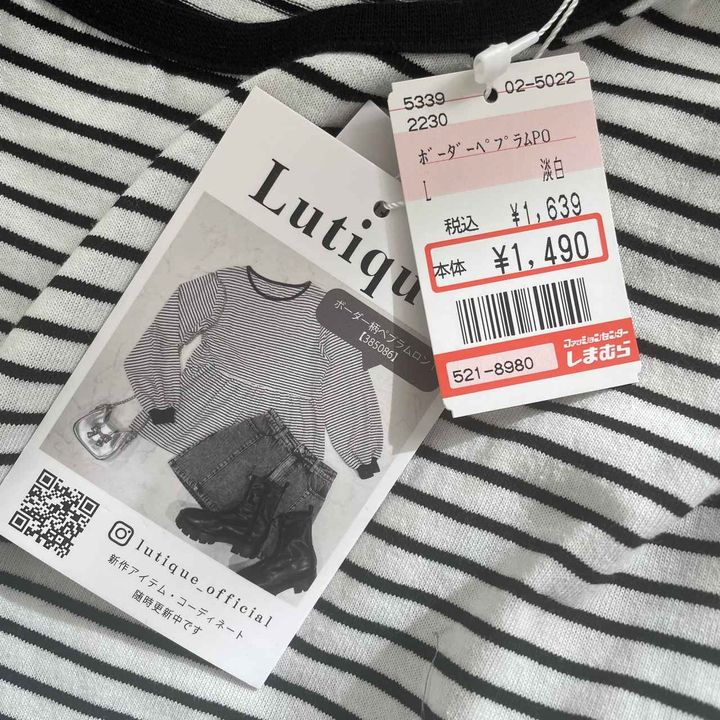 Lutique
ボーダー柄ペプラムロン
【385086】
lutique_official
新作アイテム・コーディネート
随時更新中です
5339 02-5022
2230
ﾎﾞｰﾀﾞｰﾍﾟﾌﾟﾗﾑPO
L 淡白
税込 ¥1,639
本体 ¥1,490
521-8980
ファッションセンター
しまむら